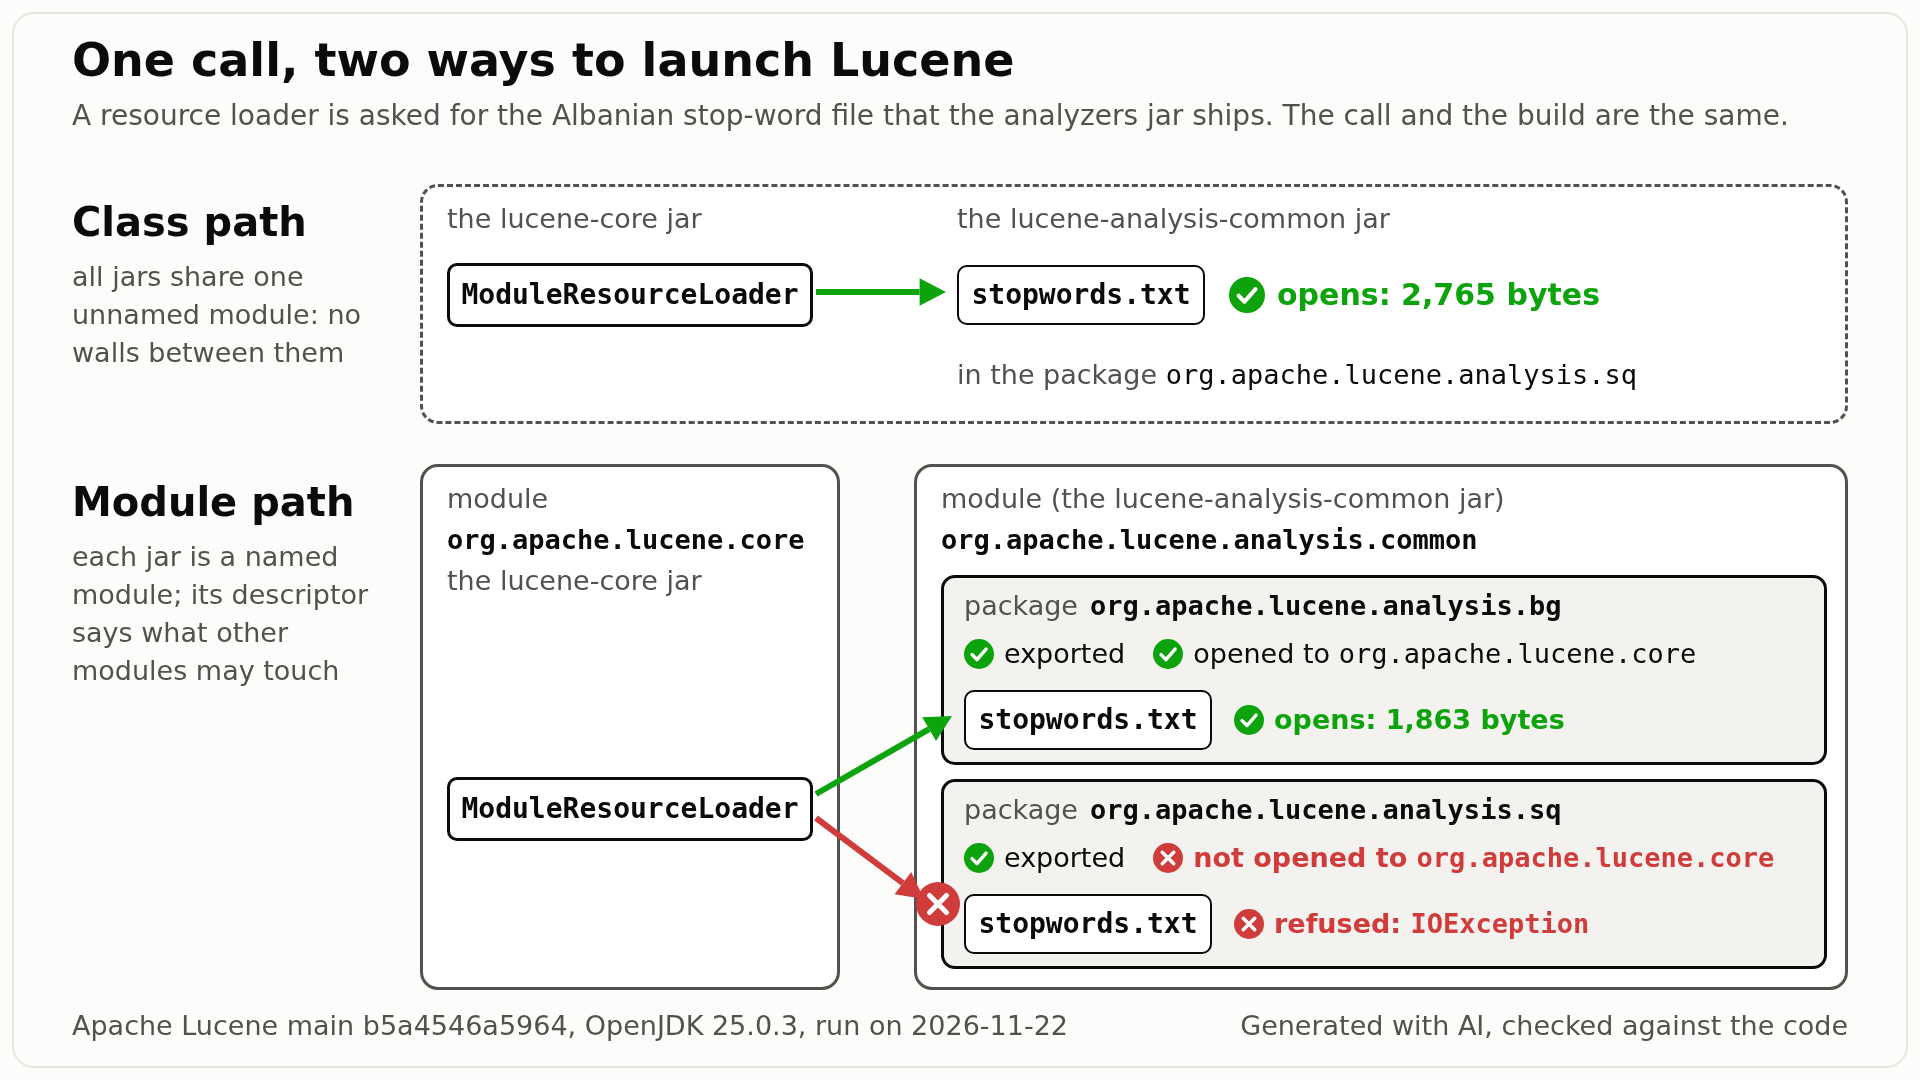 One call, two ways to launch Lucene
A resource loader is asked for the Albanian stop-word file that the analyzers jar ships. The call and the build are the same.
Class path
all jars share one
unnamed module: no
walls between them
the lucene-core jar
ModuleResourceLoader
the lucene-analysis-common jar
stopwords.txt
opens: 2,765 bytes
in the package org.apache.lucene.analysis.sq
Module path
each jar is a named
module; its descriptor
says what other
modules may touch
module
org.apache.lucene.core
the lucene-core jar
ModuleResourceLoader
module (the lucene-analysis-common jar)
org.apache.lucene.analysis.common
package org.apache.lucene.analysis.bg
exported opened to org.apache.lucene.core
stopwords.txt
opens: 1,863 bytes
package org.apache.lucene.analysis.sq
exported not opened to org.apache.lucene.core
stopwords.txt
refused: IOException
Apache Lucene main b5a4546a5964, OpenJDK 25.0.3, run on 2026-11-22
Generated with AI, checked against the code